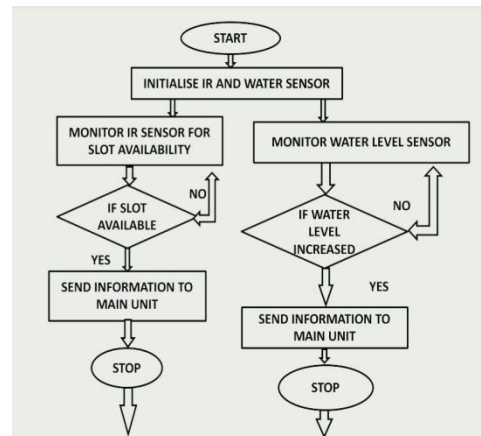 START
INITIALISE IR AND WATER SENSOR
MONITOR IR SENSOR FOR
SLOT AVAILABILITY
MONITOR WATER LEVEL SENSOR
IF SLOT
AVAILABLE
NO
IF WATER
LEVEL
INCREASED
NO
YES
SEND INFORMATION TO
MAIN UNIT
YES
SEND INFORMATION TO
MAIN UNIT
STOP
STOP